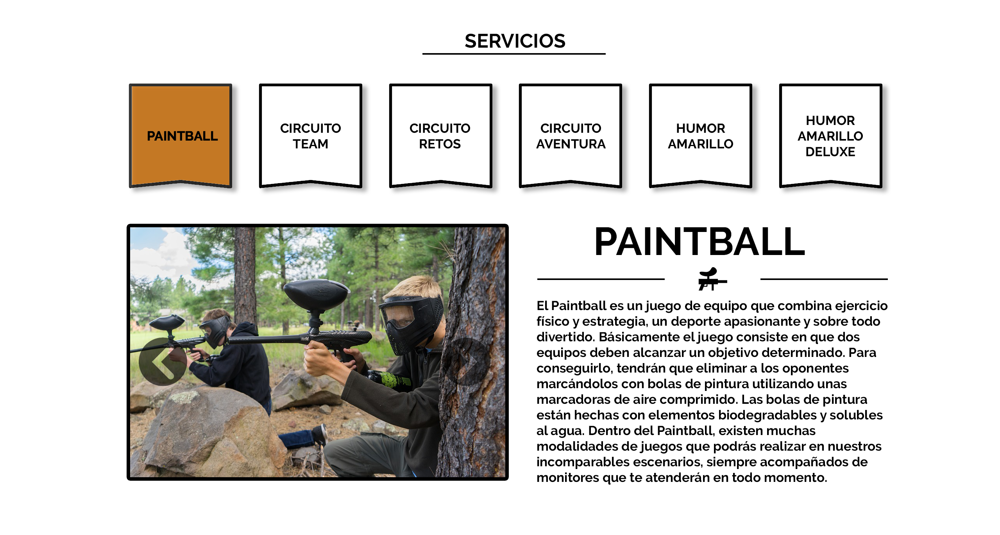 SERVICIOS
PAINTBALL
CIRCUITO
TEAM
CIRCUITO
RETOS
CIRCUITO
AVENTURA
HUMOR
AMARILLO
HUMOR
AMARILLO
DELUXE
PAINTBALL
El Paintball es un juego de equipo que combina ejercicio
físico y estrategia, un deporte apasionante y sobre todo
divertido. Básicamente el juego consiste en que dos
equipos deben alcanzar un objetivo determinado. Para
conseguirlo, tendrán que eliminar a los oponentes
marcándolos con bolas de pintura utilizando unas
marcadoras de aire comprimido. Las bolas de pintura
están hechas con elementos biodegradables y solubles
al agua. Dentro del Paintball, existen muchas
modalidades de juegos que podrás realizar en nuestros
incomparables escenarios, siempre acompañados de
monitores que te atenderán en todo momento.